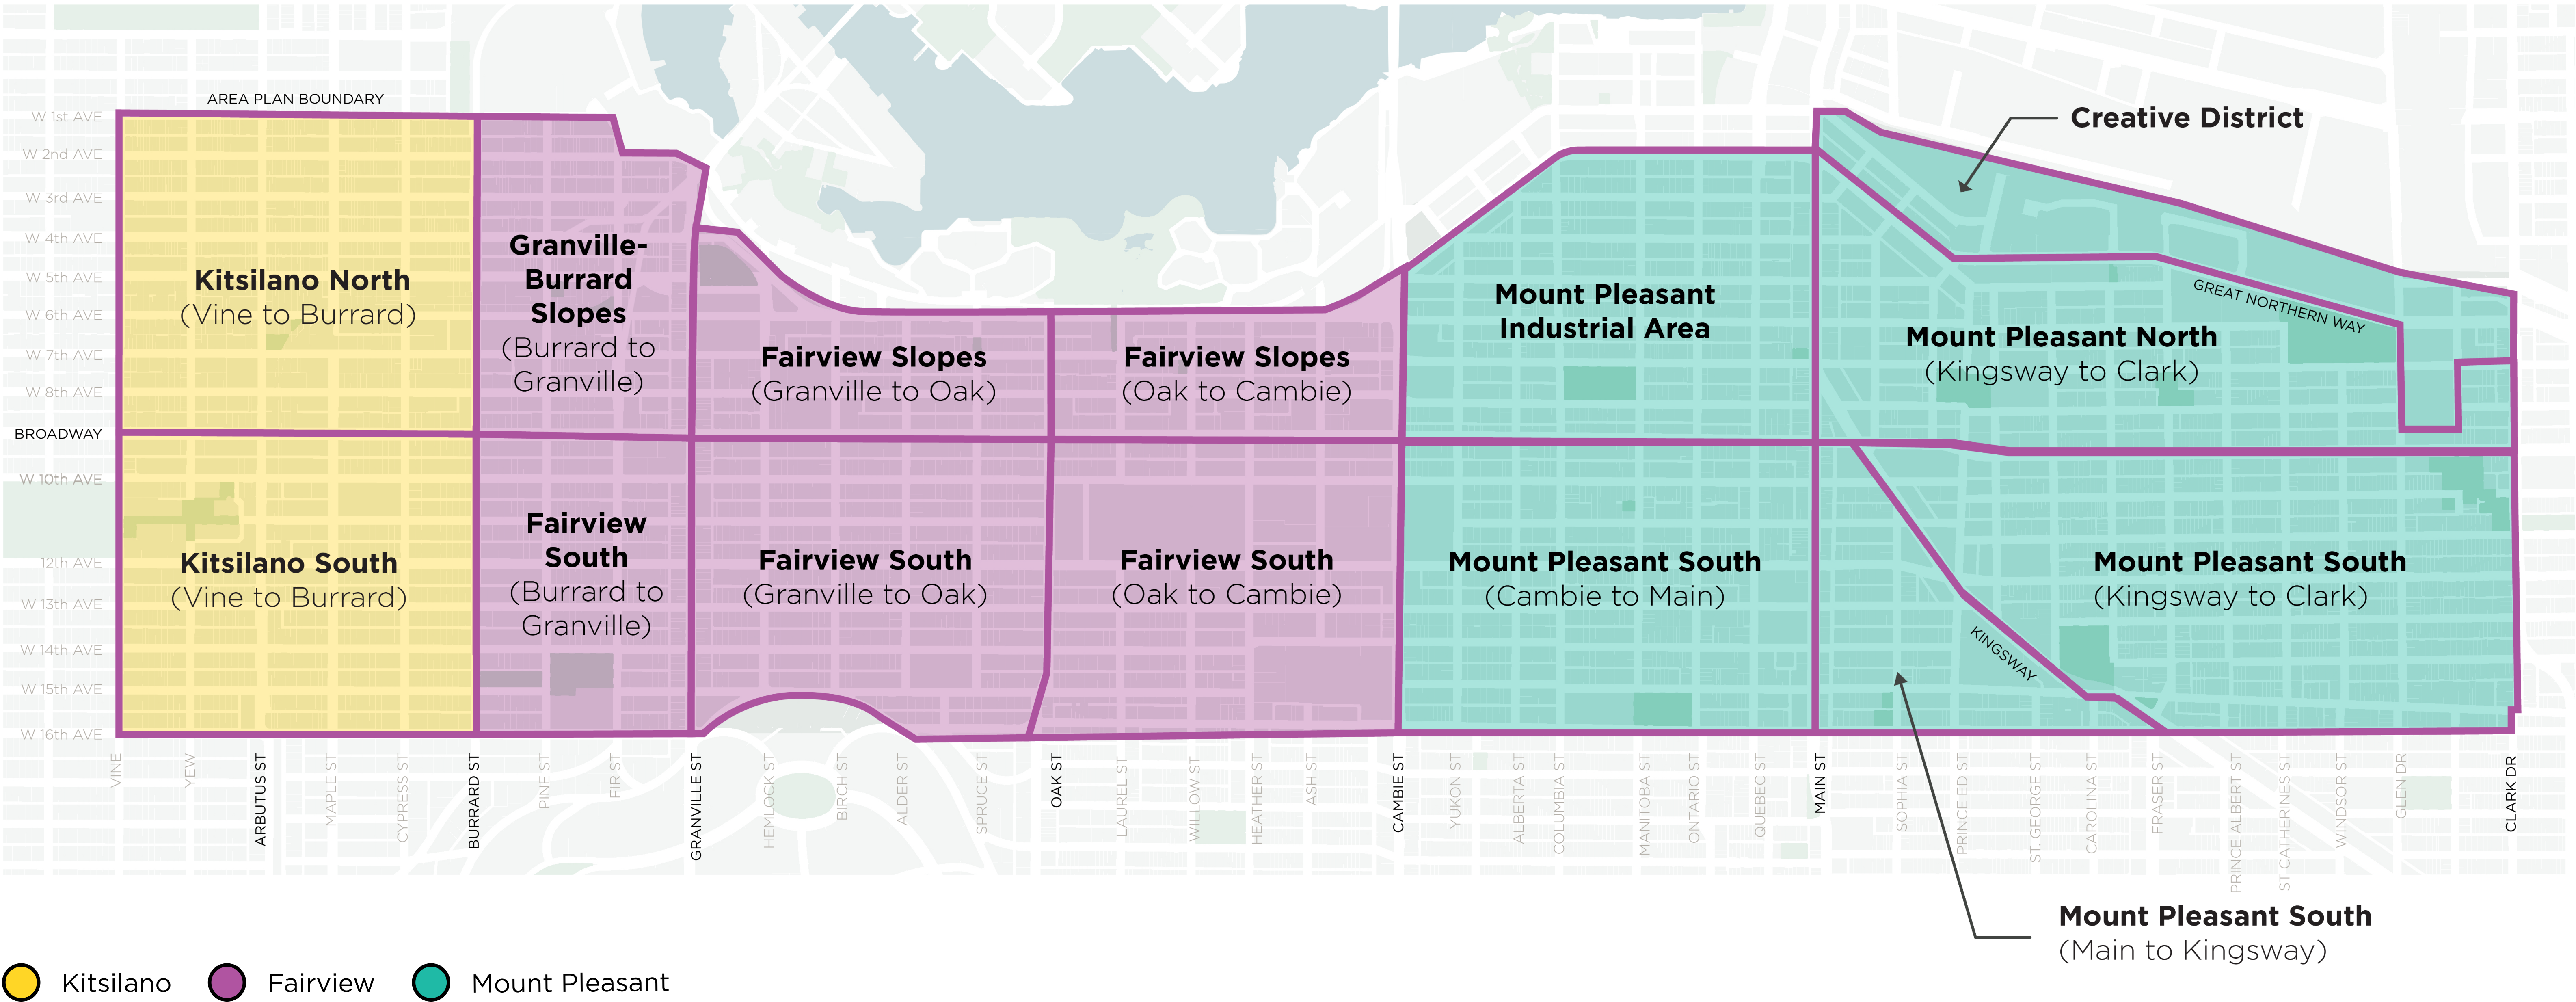 AREA PLAN BOUNDARY
W 1st AVE
W 2nd AVE
W 3rd AVE
W 4th AVE
W 5th AVE
W 6th AVE
W 7th AVE
W 8th AVE
BROADWAY
W 10th AVE
12th AVE
W 13th AVE
W 14th AVE
W 15th AVE
W 16th AVE
Kitsilano North
(Vine to Burrard)
Granville-
Burrard
Slopes
(Burrard to
Granville)
Fairview Slopes
(Granville to Oak)
Fairview Slopes
(Oak to Cambie)
Mount Pleasant
Industrial Area
Creative District
GREAT NORTHERN WAY
Mount Pleasant North
(Kingsway to Clark)
Kitsilano South
(Vine to Burrard)
Fairview
South
(Burrard to
Granville)
Fairview South
(Granville to Oak)
Fairview South
(Oak to Cambie)
Mount Pleasant South
(Cambie to Main)
KINGSWAY
Mount Pleasant South
(Kingsway to Clark)
VINE
YEW
ARBUTUS ST
MAPLE ST
CYPRESS ST
BURRARD ST
PINE ST
FIR ST
GRANVILLE ST
HEMLOCK ST
BIRCH ST
ALDER ST
SPRUCE ST
OAK ST
LAUREL ST
WILLOW ST
HEATHER ST
ASH ST
CAMBIE ST
YUKON ST
ALBERTA ST
COLUMBIA ST
MANITOBA ST
ONTARIO ST
QUEBEC ST
MAIN ST
SOPHIA ST
PRINCE ED ST
ST. GEORGE ST
CAROLINA ST
FRASER ST
PRINCE ALBERT ST
ST CATHERINES ST
WINDSOR ST
GLEN DR
CLARK DR
Mount Pleasant South
(Main to Kingsway)
Kitsilano
Fairview
Mount Pleasant